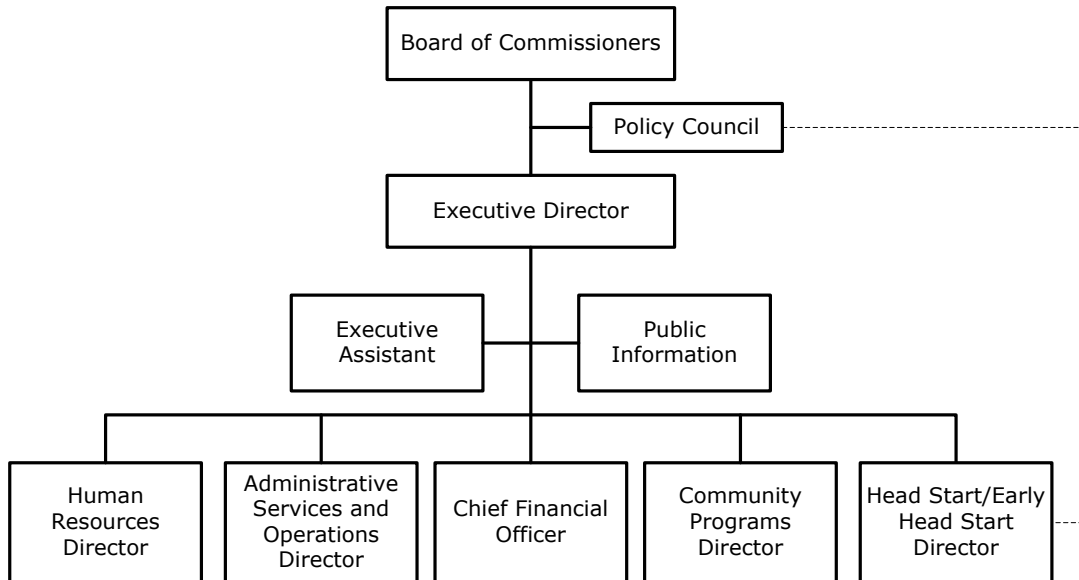 Board of Commissioners
Policy Council
Executive Director
Executive
Assistant
Public
Information
Human
Resources
Director
Administrative
Services and
Operations
Director
Chief Financial
Officer
Community
Programs
Director
Head Start/Early
Head Start
Director